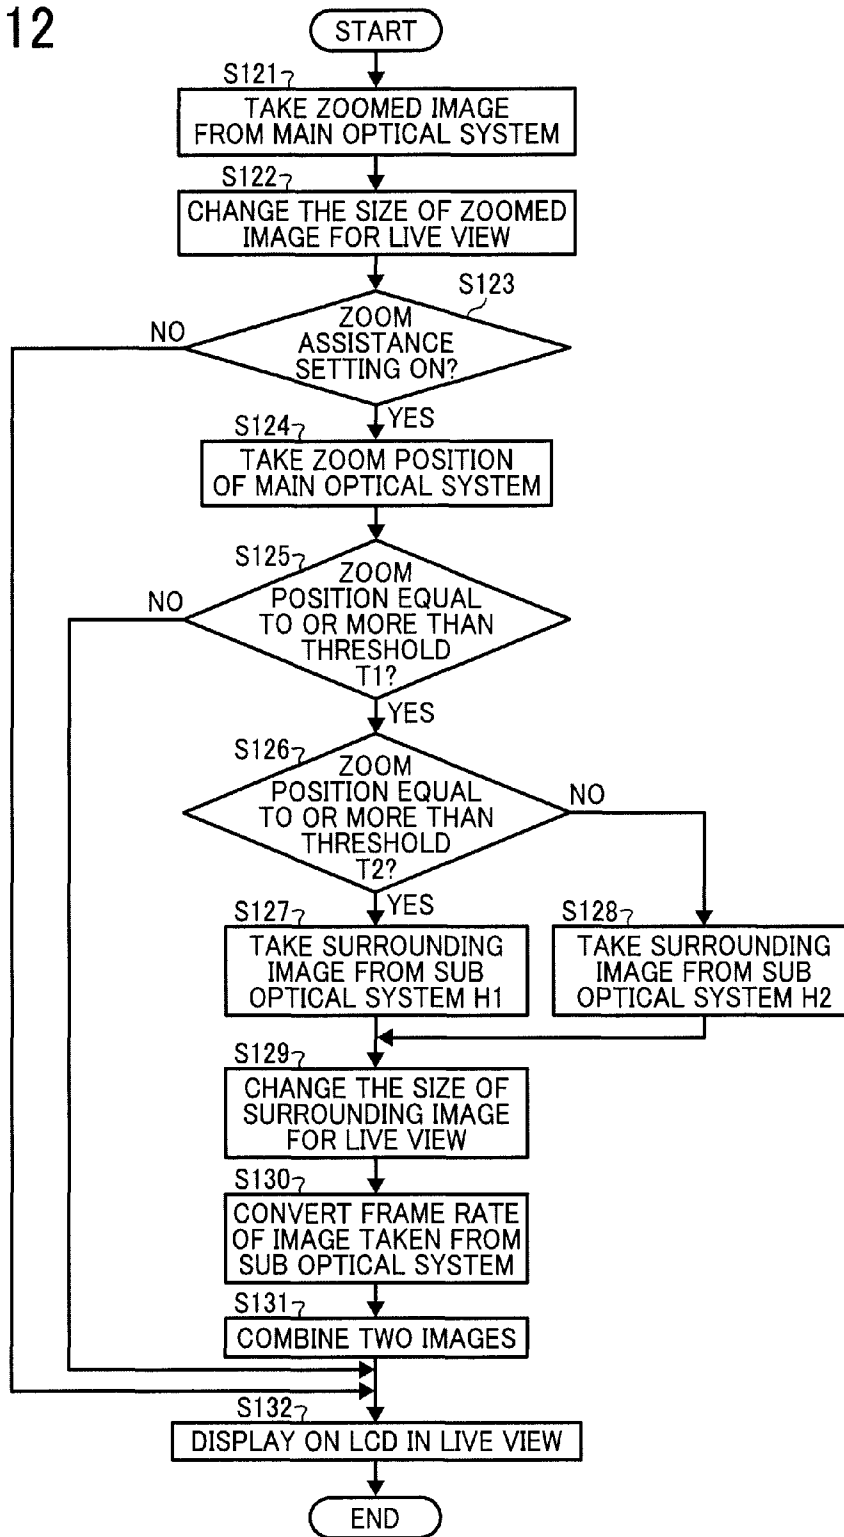 12
START
S121
TAKE ZOOMED IMAGE
FROM MAIN OPTICAL SYSTEM
S122
CHANGE THE SIZE OF ZOOMED
IMAGE FOR LIVE VIEW
S123
ZOOM
ASSISTANCE
SETTING ON?
NO
YES
S124
TAKE ZOOM POSITION
OF MAIN OPTICAL SYSTEM
S125
ZOOM
POSITION EQUAL
TO OR MORE THAN
THRESHOLD
T1?
NO
YES
S126
ZOOM
POSITION EQUAL
TO OR MORE THAN
THRESHOLD
T2?
NO
YES
S127
TAKE SURROUNDING
IMAGE FROM SUB
OPTICAL SYSTEM H1
S128
TAKE SURROUNDING
IMAGE FROM SUB
OPTICAL SYSTEM H2
S129
CHANGE THE SIZE OF
SURROUNDING IMAGE
FOR LIVE VIEW
S130
CONVERT FRAME RATE
OF IMAGE TAKEN FROM
SUB OPTICAL SYSTEM
S131
COMBINE TWO IMAGES
S132
DISPLAY ON LCD IN LIVE VIEW
END